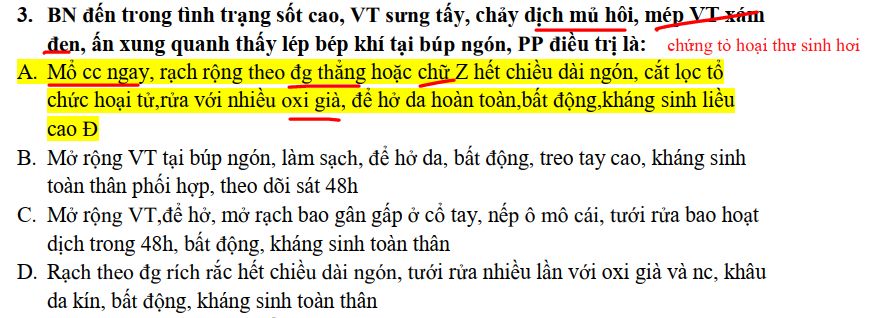 3. BN đến trong tình trạng sốt cao, VT sưng tấy, chảy dịch mủ hôi, mép VT xám
đen, ấn xung quanh thấy lép bép khí tại búp ngón, PP điều trị là: chứng tỏ hoại thư sinh hơi
A. Mổ cc ngay, rạch rộng theo đg thẳng hoặc chữ Z hết chiều dài ngón, cắt lọc tổ
chức hoại tử,rửa với nhiều oxi già, để hở da hoàn toàn,bất động,kháng sinh liều
cao Đ
B. Mở rộng VT tại búp ngón, làm sạch, để hở da, bất động, treo tay cao, kháng sinh
toàn thân phối hợp, theo dõi sát 48h
C. Mở rộng VT,để hở, mở rạch bao gân gấp ở cổ tay, nếp ô mô cái, tưới rửa bao hoạt
dịch trong 48h, bất động, kháng sinh toàn thân
D. Rạch theo đg rích rắc hết chiều dài ngón, tưới rửa nhiều lần với oxi già và nc, khâu
da kín, bất động, kháng sinh toàn thân